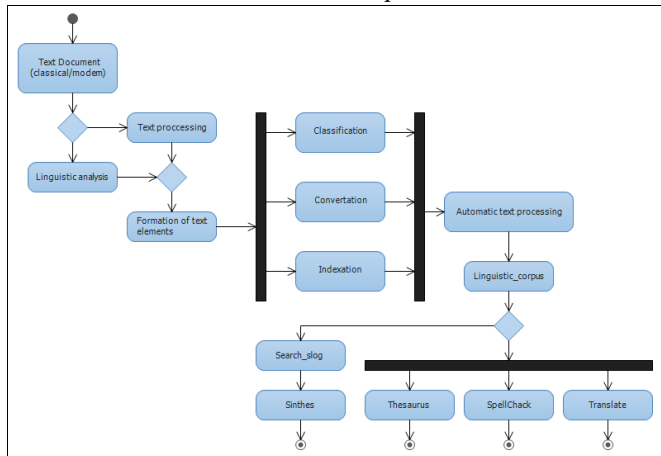 Text Document
(classical/modem)
Text proccessing
Linguistic analysis
Formation of text
elements
Classification
Convertation
Indexation
Automatic text processing
Linguistic_corpus
Search_slog
Sinthes
Thesaurus
SpellChack
Translate